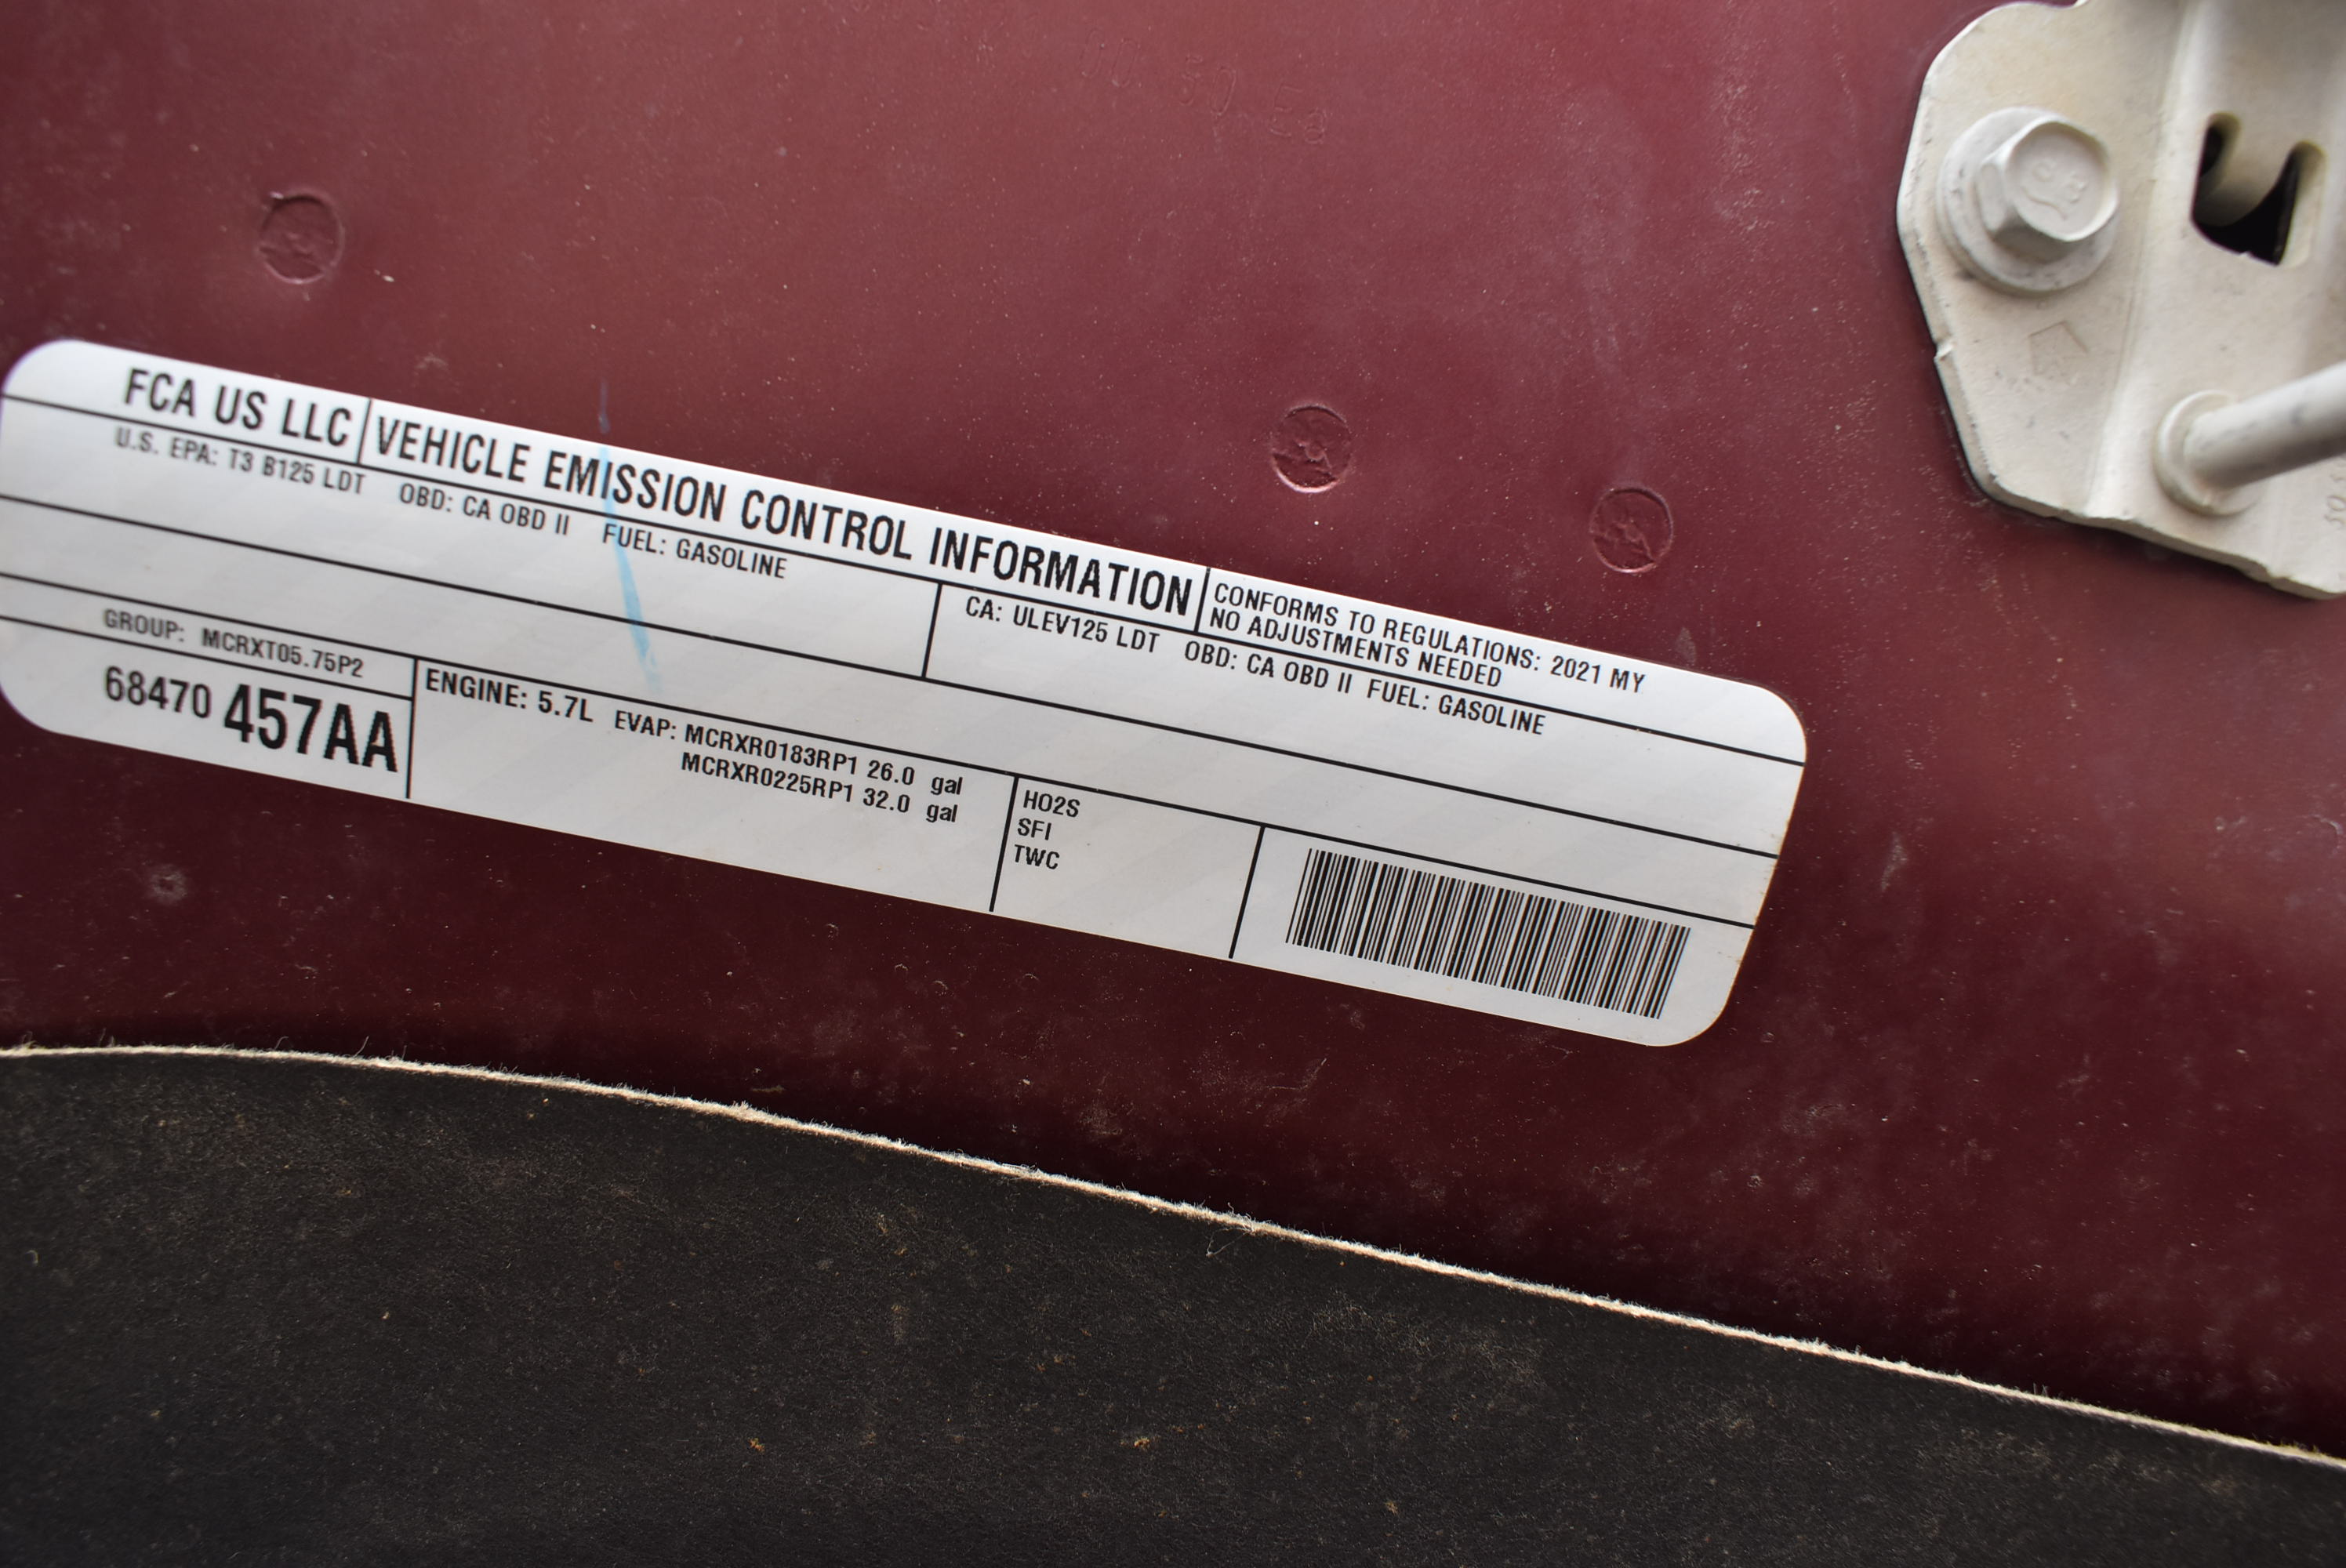 FCA US LLC VEHICLE EMISSION CONTROL INFORMATION
CONFORMS TO REGULATIONS: 2021 MY
NO ADJUSTMENTS NEEDED
U.S. EPA: T3 B125 LDT OBD: CA OBD II FUEL: GASOLINE
CA: ULEV125 LDT OBD: CA OBD II FUEL: GASOLINE
GROUP: MCRXT05.75P2
68470 457AA
ENGINE: 5.7L EVAP: MCRXR0183RP1 26.0 gal
MCRXR0225RP1 32.0 gal
HO2S
SFI
TWC